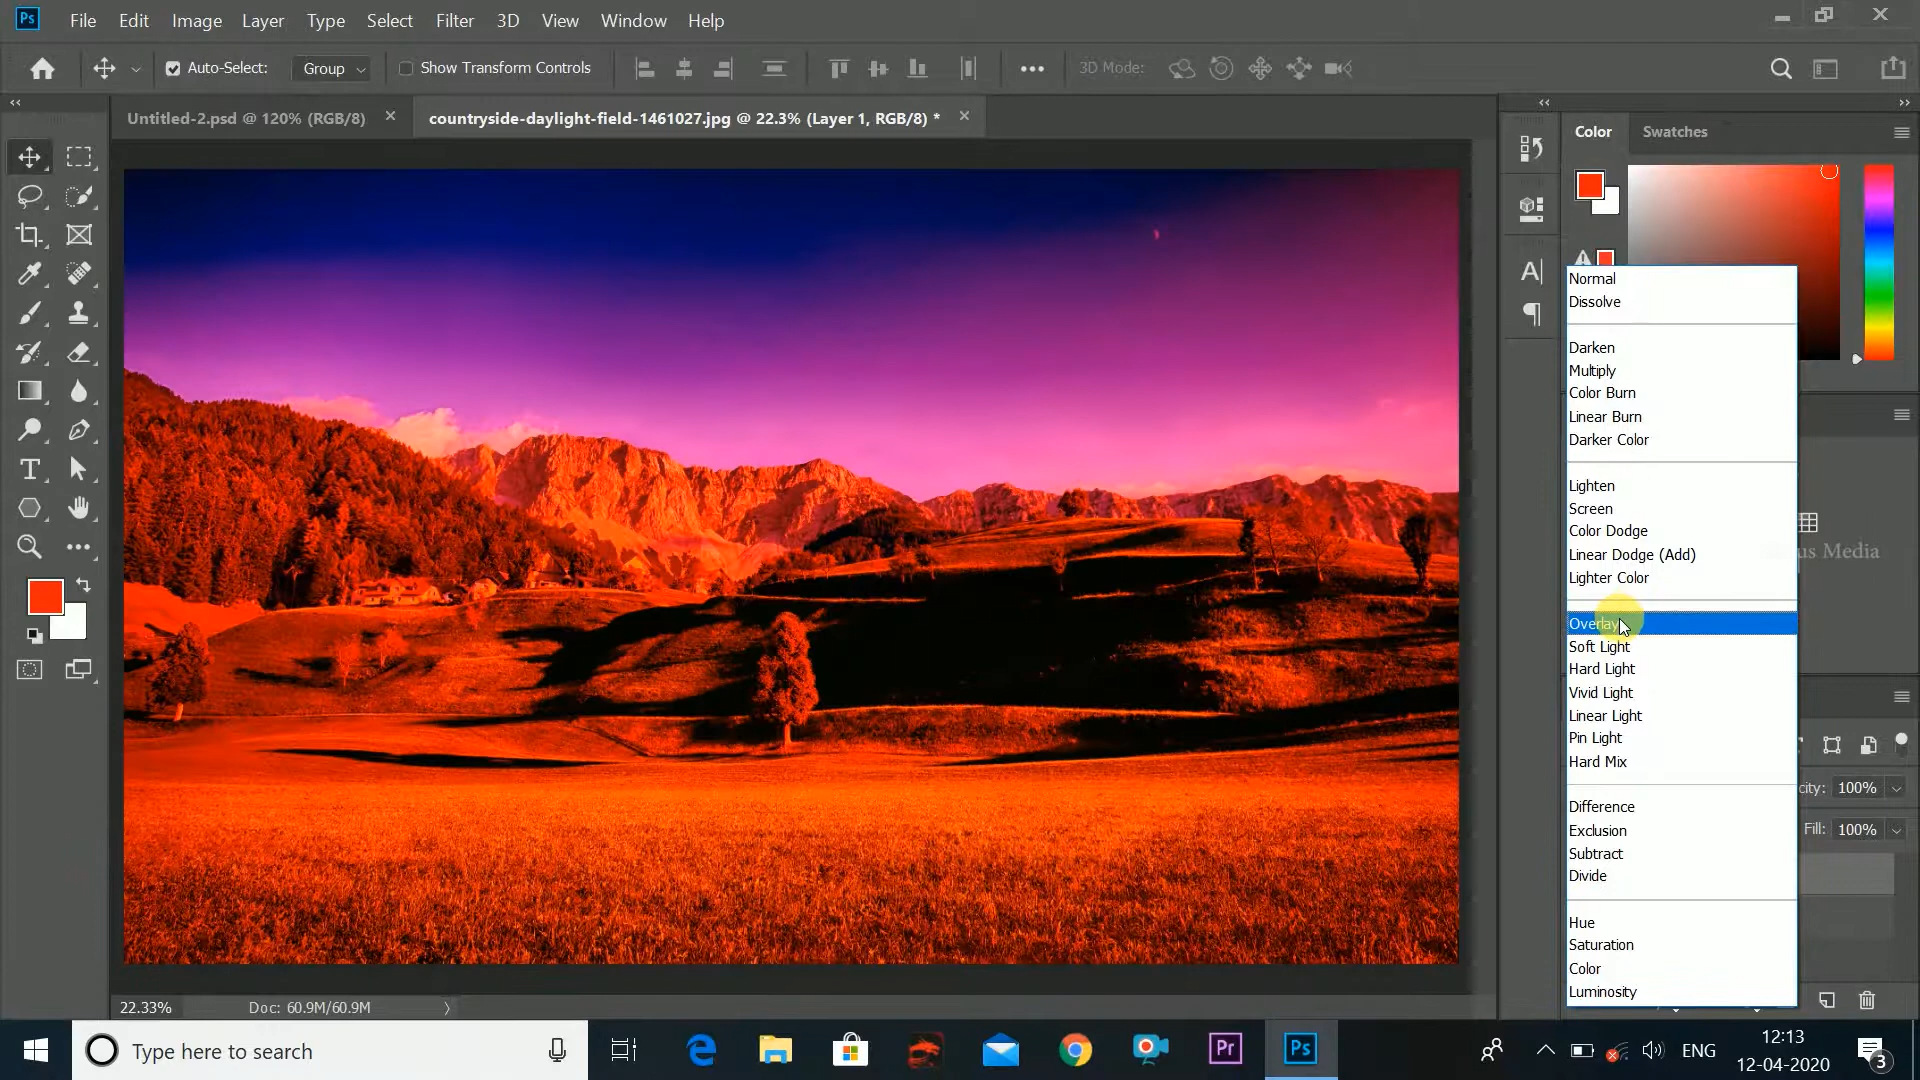 Ps File Edit Image Layer Type Select Filter 3D View Window Help
Auto-Select: Group Show Transform Controls 3D Mode:
Untitled-2.psd @ 120% (RGB/8) × countryside-daylight-field-1461027.jpg @ 22.3% (Layer 1, RGB/8) * ×
Color Swatches
Normal
Dissolve
Darken
Multiply
Color Burn
Linear Burn
Darker Color
Lighten
Screen
Color Dodge
Linear Dodge (Add)
us Media
Lighter Color
Overlay
Soft Light
Hard Light
Vivid Light
Linear Light
Pin Light
Hard Mix
city: 100%
Difference
Exclusion
Fill: 100%
Subtract
Divide
Hue
Saturation
Color
Luminosity
22.33% Doc: 60.9M/60.9M
Type here to search
Pr Ps ENG
12:13
12-04-2020
3